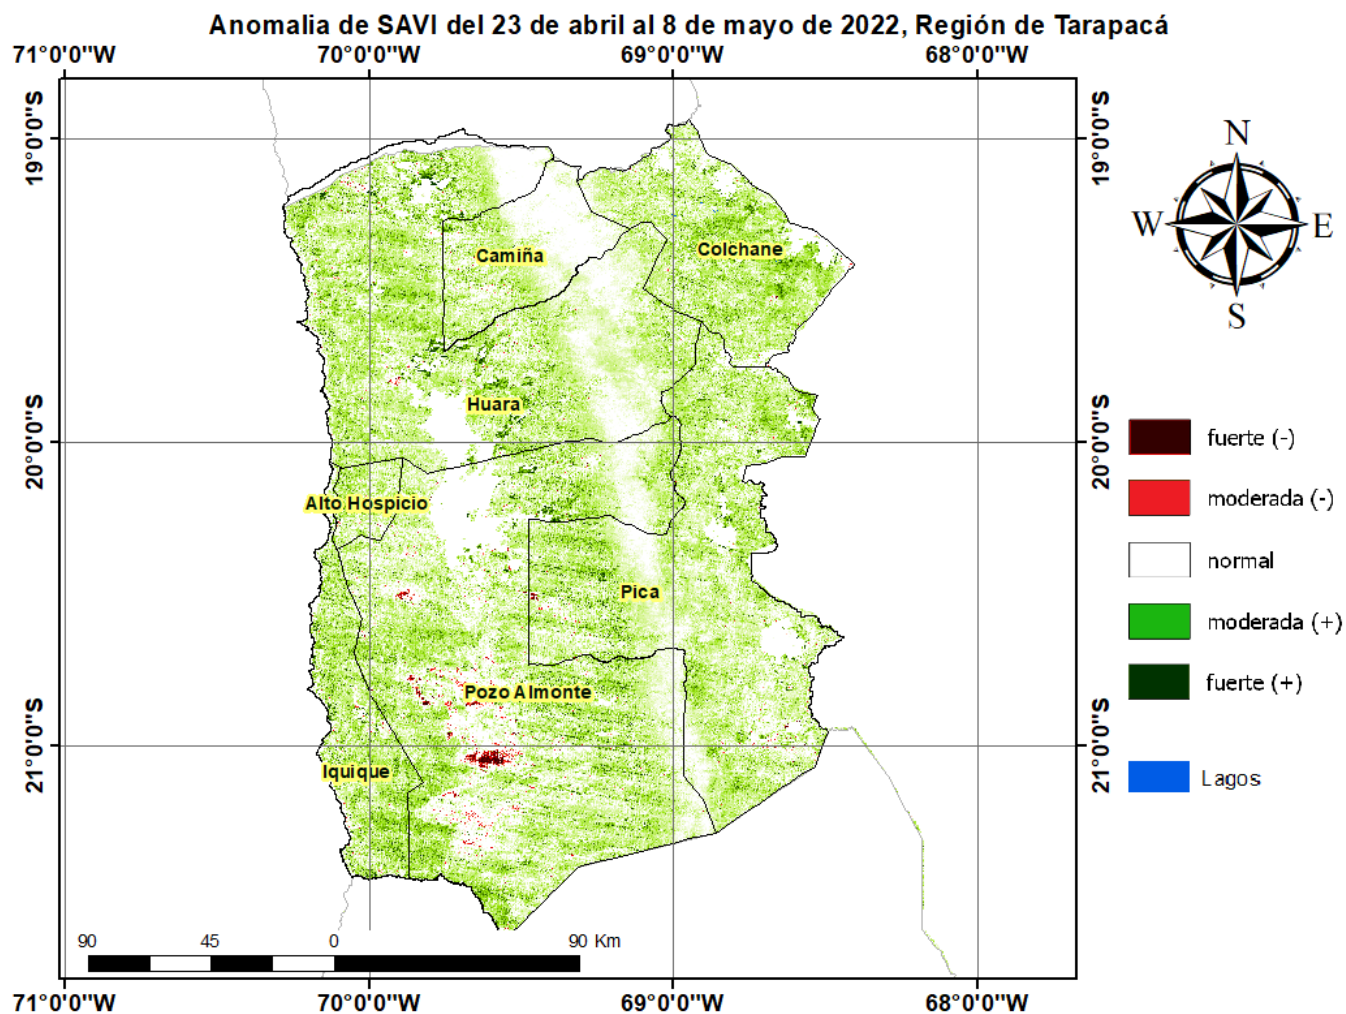 Anomalia de SAVI del 23 de abril al 8 de mayo de 2022, Región de Tarapacá
71°0'0"W 70°0'0"W 69°0'0"W 68°0'0"W
19°0'0"S
19°0'0"S
N
W
E
S
Camiña
Colchane
Huara
20°0'0"S
20°0'0"S
Alto Hospicio
Pica
Pozo Almonte
Iquique
21°0'0"S
21°0'0"S
fuerte (-)
moderada (-)
normal
moderada (+)
fuerte (+)
Lagos
90 45 0 90 Km
71°0'0"W 70°0'0"W 69°0'0"W 68°0'0"W